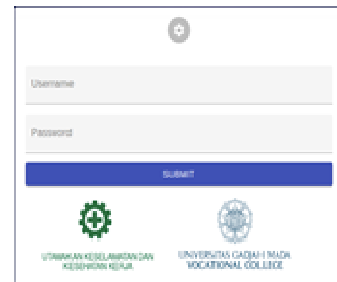 Username
Password
SUBMIT
UTAMAKAN KESELAMATAN DAN
KESEHATAN KERJA
UNIVERSITAS GADJAH MADA
VOCATIONAL COLLEGE